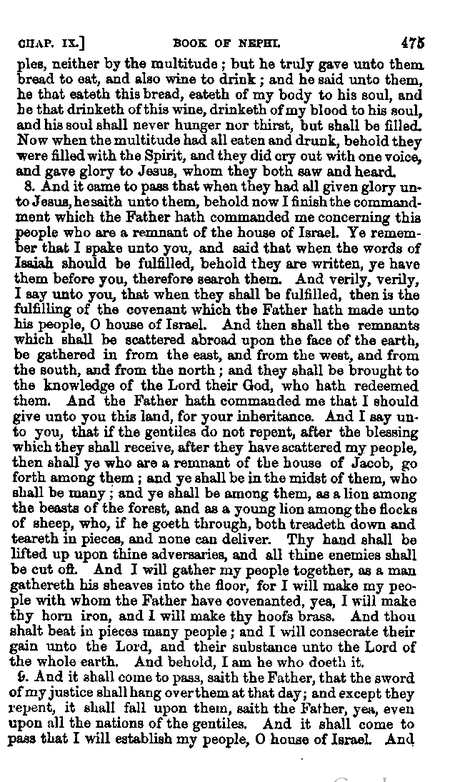 CHAP. IX.] BOOK OF NEPHI. 475
ples, neither by the multitude; but he truly gave unto them
bread to eat, and also wine to drink; and he said unto them,
he that eateth this bread, eateth of my body to his soul, and
he that drinketh of this wine, drinketh of my blood to his soul,
and his soul shall never hunger nor thirst, but shall be filled.
Now when the multitude had all eaten and drunk, behold they
were filled with the Spirit, and they did cry out with one voice,
and gave glory to Jesus, whom they both saw and heard.
8. And it came to pass that when they had all given glory un-
to Jesus, he saith unto them, behold now I finish the command-
ment which the Father hath commanded me concerning this
people who are a remnant of the house of Israel. Ye remem-
ber that I spake unto you, and said that when the words of
Isaiah should be fulfilled, behold they are written, ye have
them before you, therefore search them. And verily, verily,
I say unto you, that when they shall be fulfilled, then is the
fulfilling of the covenant which the Father hath made unto
his people, O house of Israel. And then shall the remnants
which shall be scattered abroad upon the face of the earth,
be gathered in from the east, and from the west, and from
the south, and from the north; and they shall be brought to
the knowledge of the Lord their God, who hath redeemed
them. And the Father hath commanded me that I should
give unto you this land, for your inheritance. And I say un-
to you, that if the gentiles do not repent, after the blessing
which they shall receive, after they have scattered my people,
then shall ye who are a remnant of the house of Jacob, go
forth among them; and ye shall be in the midst of them, who
shall be many; and ye shall be among them, as a lion among
the beasts of the forest, and as a young lion among the flocks
of sheep, who, if he goeth through, both treadeth down and
teareth in pieces, and none can deliver. Thy hand shall be
lifted up upon thine adversaries, and all thine enemies shall
be cut off. And I will gather my people together, as a man
gathereth his sheaves into the floor, for I will make my peo-
ple with whom the Father have covenanted, yea, I will make
thy horn iron, and I will make thy hoofs brass. And thou
shalt beat in pieces many people; and I will consecrate their
gain unto the Lord, and their substance unto the Lord of
the whole earth. And behold, I am he who doeth it.
9. And it shall come to pass, saith the Father, that the sword
of my justice shall hang over them at that day; and except they
repent, it shall fall upon them, saith the Father, yea, even
upon all the nations of the gentiles. And it shall come to
pass that I will establish my people, O house of Israel. And